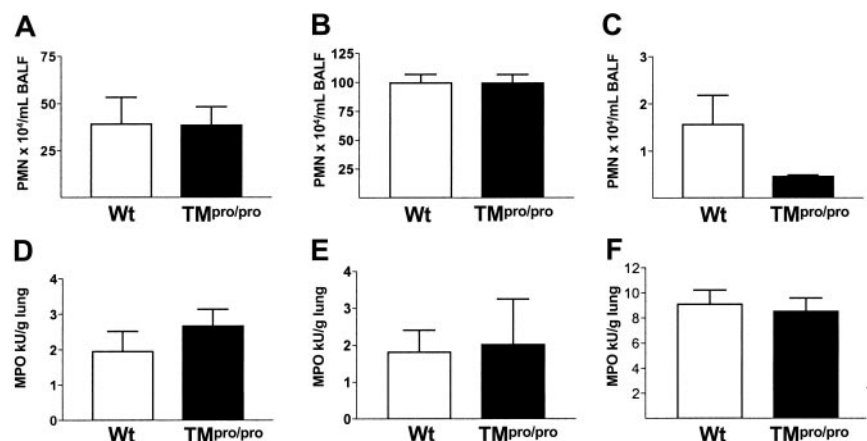 A
B
C
PMN x 10⁴/mL BALF
75
50
25
Wt
TMpro/pro
PMN x 10⁴/mL BALF
125
100
75
50
25
Wt
TMpro/pro
PMN x 10⁴/mL BALF
3
2
1
Wt
TMpro/pro
D
E
F
MPO kU/g lung
4
3
2
1
0
Wt
TMpro/pro
MPO kU/g lung
4
3
2
1
0
Wt
TMpro/pro
MPO kU/g lung
12
10
8
6
4
2
Wt
TMpro/pro